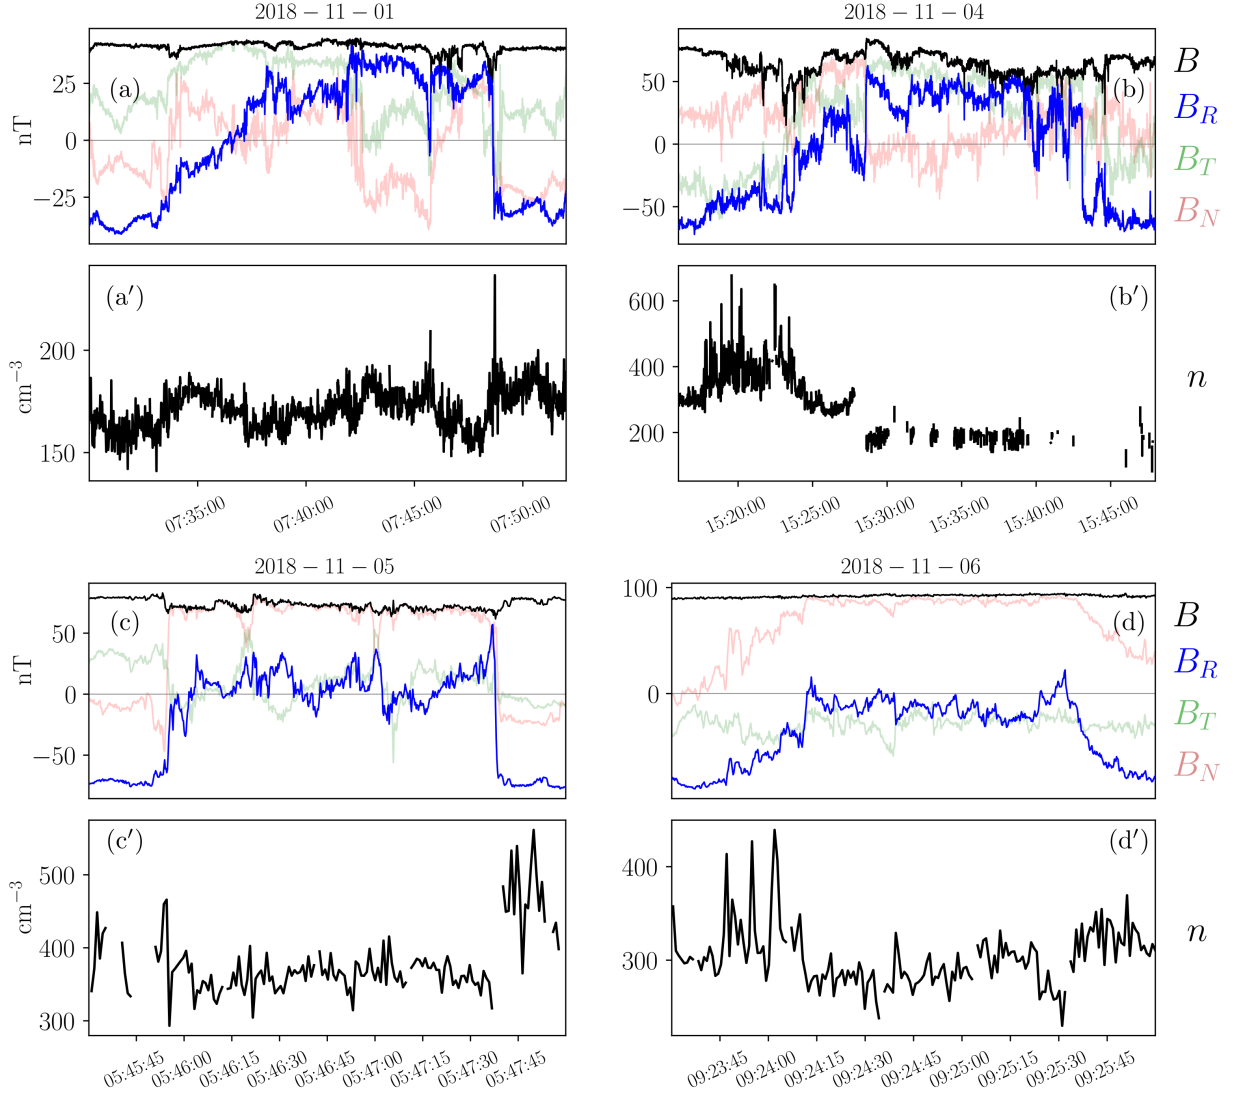 2018 − 11 − 01
2018 − 11 − 04
nT
25
0
−25
(a)
50
0
−50
(b)
B
B_R
B_T
B_N
cm⁻³
200
150
(a′)
07:35:00
07:40:00
07:45:00
07:50:00
600
400
200
(b′)
n
15:20:00
15:25:00
15:30:00
15:35:00
15:40:00
15:45:00
2018 − 11 − 05
2018 − 11 − 06
nT
50
0
−50
(c)
100
0
(d)
B
B_R
B_T
B_N
cm⁻³
500
400
300
(c′)
05:45:45
05:46:00
05:46:15
05:46:30
05:46:45
05:47:00
05:47:15
05:47:30
05:47:45
400
300
(d′)
n
09:23:45
09:24:00
09:24:15
09:24:30
09:24:45
09:25:00
09:25:15
09:25:30
09:25:45